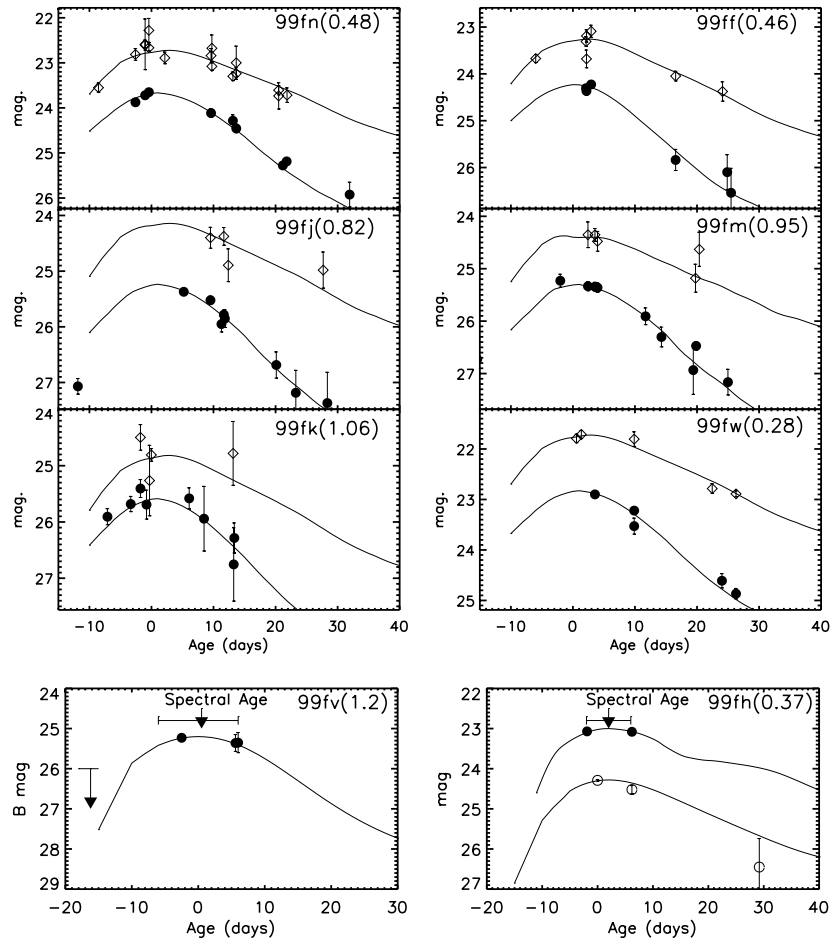 99fn(0.48)
22
23
24
25
26
mag.
99ff(0.46)
23
24
25
26
mag.
99fj(0.82)
24
25
26
27
mag.
99fm(0.95)
24
25
26
27
mag.
99fk(1.06)
24
25
26
27
mag.
-10 0 10 20 30 40
Age (days)
99fw(0.28)
22
23
24
25
mag.
-10 0 10 20 30 40
Age (days)
99fv(1.2)
Spectral Age
24
25
26
27
28
29
B mag
-20 -10 0 10 20 30
Age (days)
99fh(0.37)
Spectral Age
22
23
24
25
26
27
mag
-20 -10 0 10 20 30 40
Age (days)